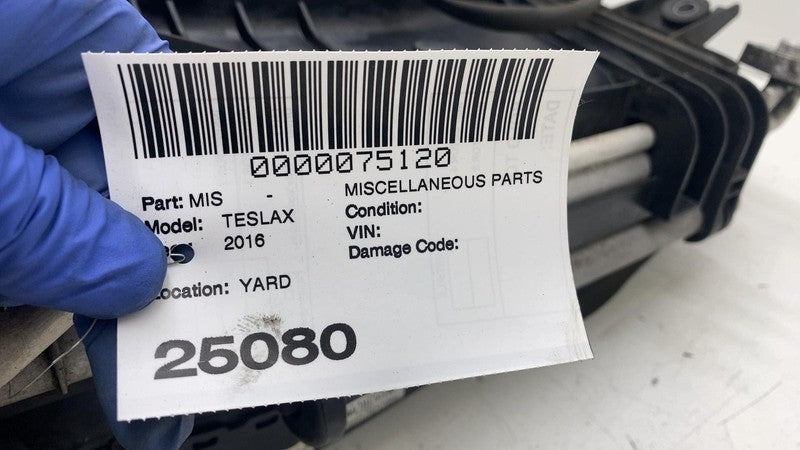 0000075120
Part: MIS - MISCELLANEOUS PARTS
Model: TESLAX Condition:
2016 VIN:
Damage Code:
Location: YARD
25080